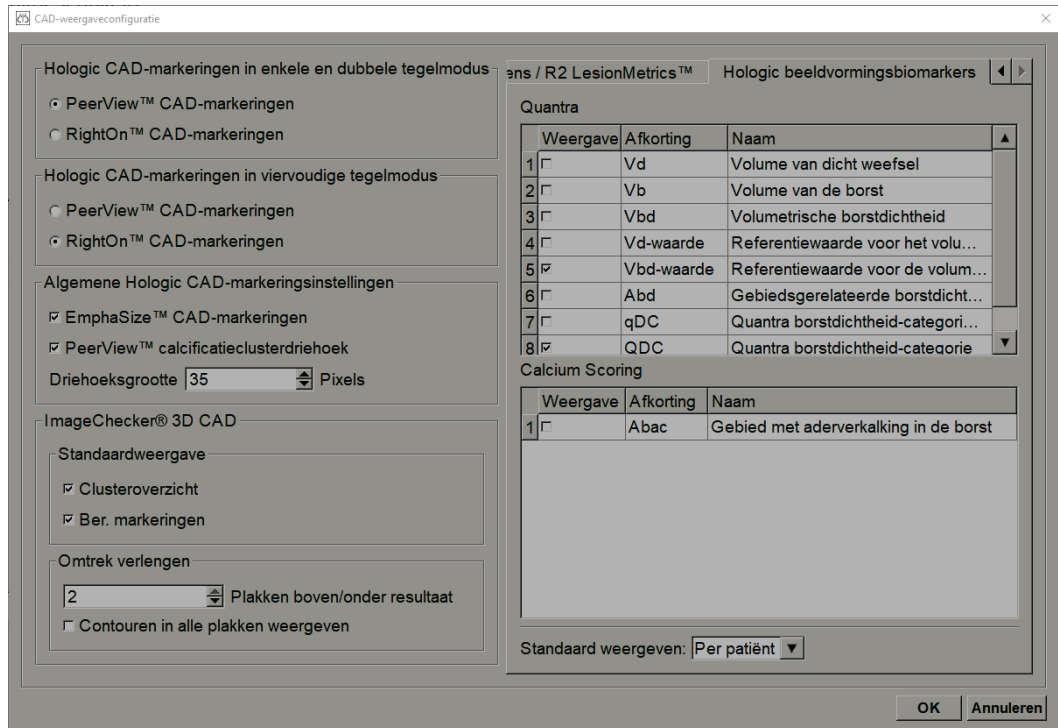 CAD-weergaveconfiguratie
Hologic CAD-markeringen in enkele en dubbele tegelmodus
PeerView™ CAD-markeringen
RightOn™ CAD-markeringen
Hologic CAD-markeringen in viervoudige tegelmodus
PeerView™ CAD-markeringen
RightOn™ CAD-markeringen
Algemene Hologic CAD-markeringsinstellingen
EmphaSize™ CAD-markeringen
PeerView™ calcificatieclusterdriehoek
Driehoeksgrootte 35 Pixels
ImageChecker® 3D CAD
Standaardweergave
Clusteroverzicht
Ber. markeringen
Omtrek verlengen
2 Plakken boven/onder resultaat
Contouren in alle plakken weergeven
/ R2 LesionMetrics™ Hologic beeldvormingsbiomarkers
Quantra
Weergave Afkorting Naam
1 Vd Volume van dicht weefsel
2 Vb Volume van de borst
3 Vbd Volumetrische borstdichtheid
4 Vd-waarde Referentiewaarde voor het volu...
5 Vbd-waarde Referentiewaarde voor de volum...
6 Abd Gebiedsgerelateerde borstdicht...
7 qDC Quantra borstdichtheid-categori...
8 QDC Quantra borstdichtheid-categorie
Calcium Scoring
Weergave Afkorting Naam
1 Abac Gebied met aderverkalking in de borst
Standaard weergeven: Per patiënt
OK Annuleren